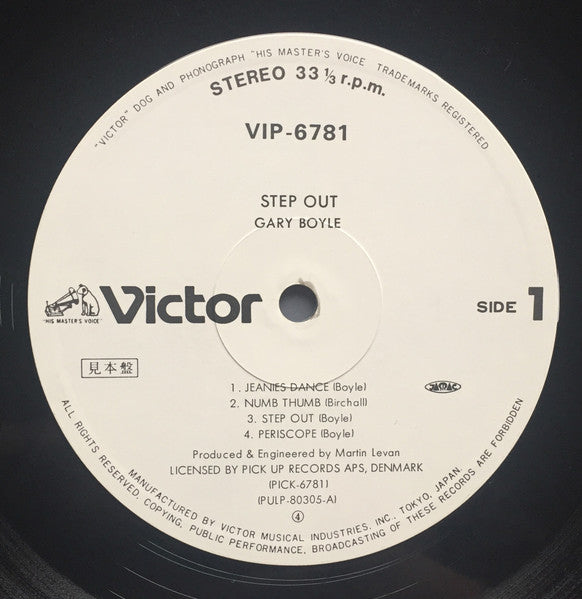 "VICTOR" DOG AND PHONOGRAPH "HIS MASTER'S VOICE" TRADEMARKS REGISTERED
STEREO 33 ⅓ r.p.m.
VIP-6781
STEP OUT
GARY BOYLE
"HIS MASTER'S VOICE"
Victor
SIDE 1
見本盤
JASRAC
1. JEANIES DANCE (Boyle)
2. NUMB THUMB (Birchall)
3. STEP OUT (Boyle)
4. PERISCOPE (Boyle)
Produced & Engineered by Martin Levan
LICENSED BY PICK UP RECORDS APS, DENMARK
(PICK-6781)
(PULP-80305-A)
④
MANUFACTURED BY VICTOR MUSICAL INDUSTRIES, INC., TOKYO, JAPAN.
ALL RIGHTS RESERVED. COPYING, PUBLIC PERFORMANCE, BROADCASTING OF THESE RECORDS ARE FORBIDDEN